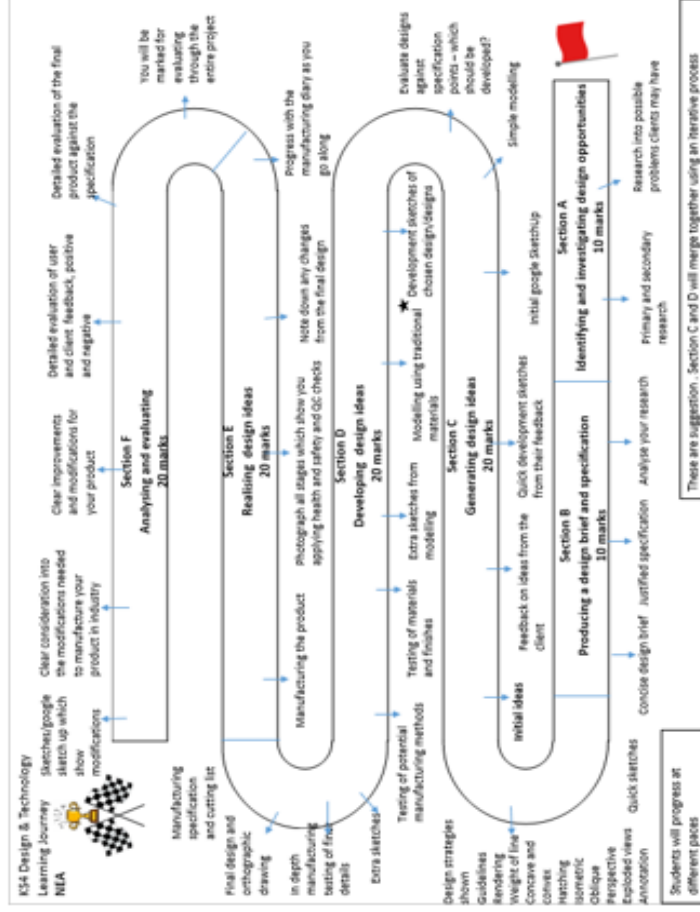 KS4 Design & Technology
Learning Journey
NEA
Sketches/google
sketch up which
show
modifications
Clear consideration into
the modifications needed
to manufacture your
product in industry
Clear improvements
and modifications for
your product
Detailed evaluation of user
and client feedback, positive
and negative
Detailed evaluation of the final
product against the
specification
You will be
marked for
evaluating
through the
entire project
Section F
Analysing and evaluating
20 marks
Manufacturing
specification
and cutting list
Final design and
orthographic
drawing
In depth
manufacturing
testing of final
details
Extra sketches
Section E
Realising design ideas
20 marks
Manufacturing the product
Photograph all stages which show you
applying health and safety and QC checks
Note down any changes
from the final design
Progress with the
manufacturing diary as you
go along
Section D
Developing design ideas
20 marks
Testing of potential
manufacturing methods
Testing of materials
and finishes
Extra sketches from
modelling
Modelling using traditional
materials
Development sketches of
chosen design/designs
Evaluate designs
against
specification
points – which
should be
developed?
Simple modelling
Section C
Generating design ideas
20 marks
Design strategies
shown
Guidelines
Rendering
Weight of line
Concave and
convex
Hatching
Isometric
Oblique
Perspective
Exploded views
Annotation
Initial ideas
Feedback on ideas from the
client
Quick development sketches
from their feedback
Initial google SketchUp
Section B
Producing a design brief and specification
10 marks
Section A
Identifying and investigating design opportunities
10 marks
Quick sketches
Concise design brief
Justified specification
Analyse your research
Primary and secondary
research
Research into possible
problems clients may have
Students will progress at
different paces
These are suggestion. Section C and D will merge together using an iterative process